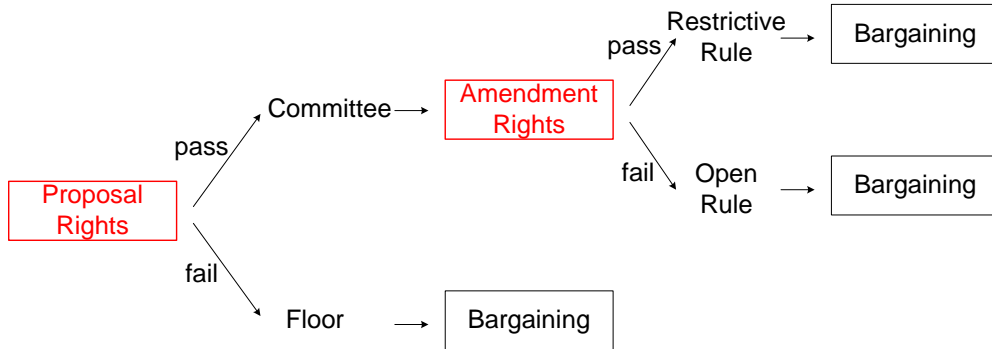 Proposal
Rights
pass
fail
Committee
Floor
Bargaining
Amendment
Rights
pass
fail
Restrictive
Rule
Bargaining
Open
Rule
Bargaining